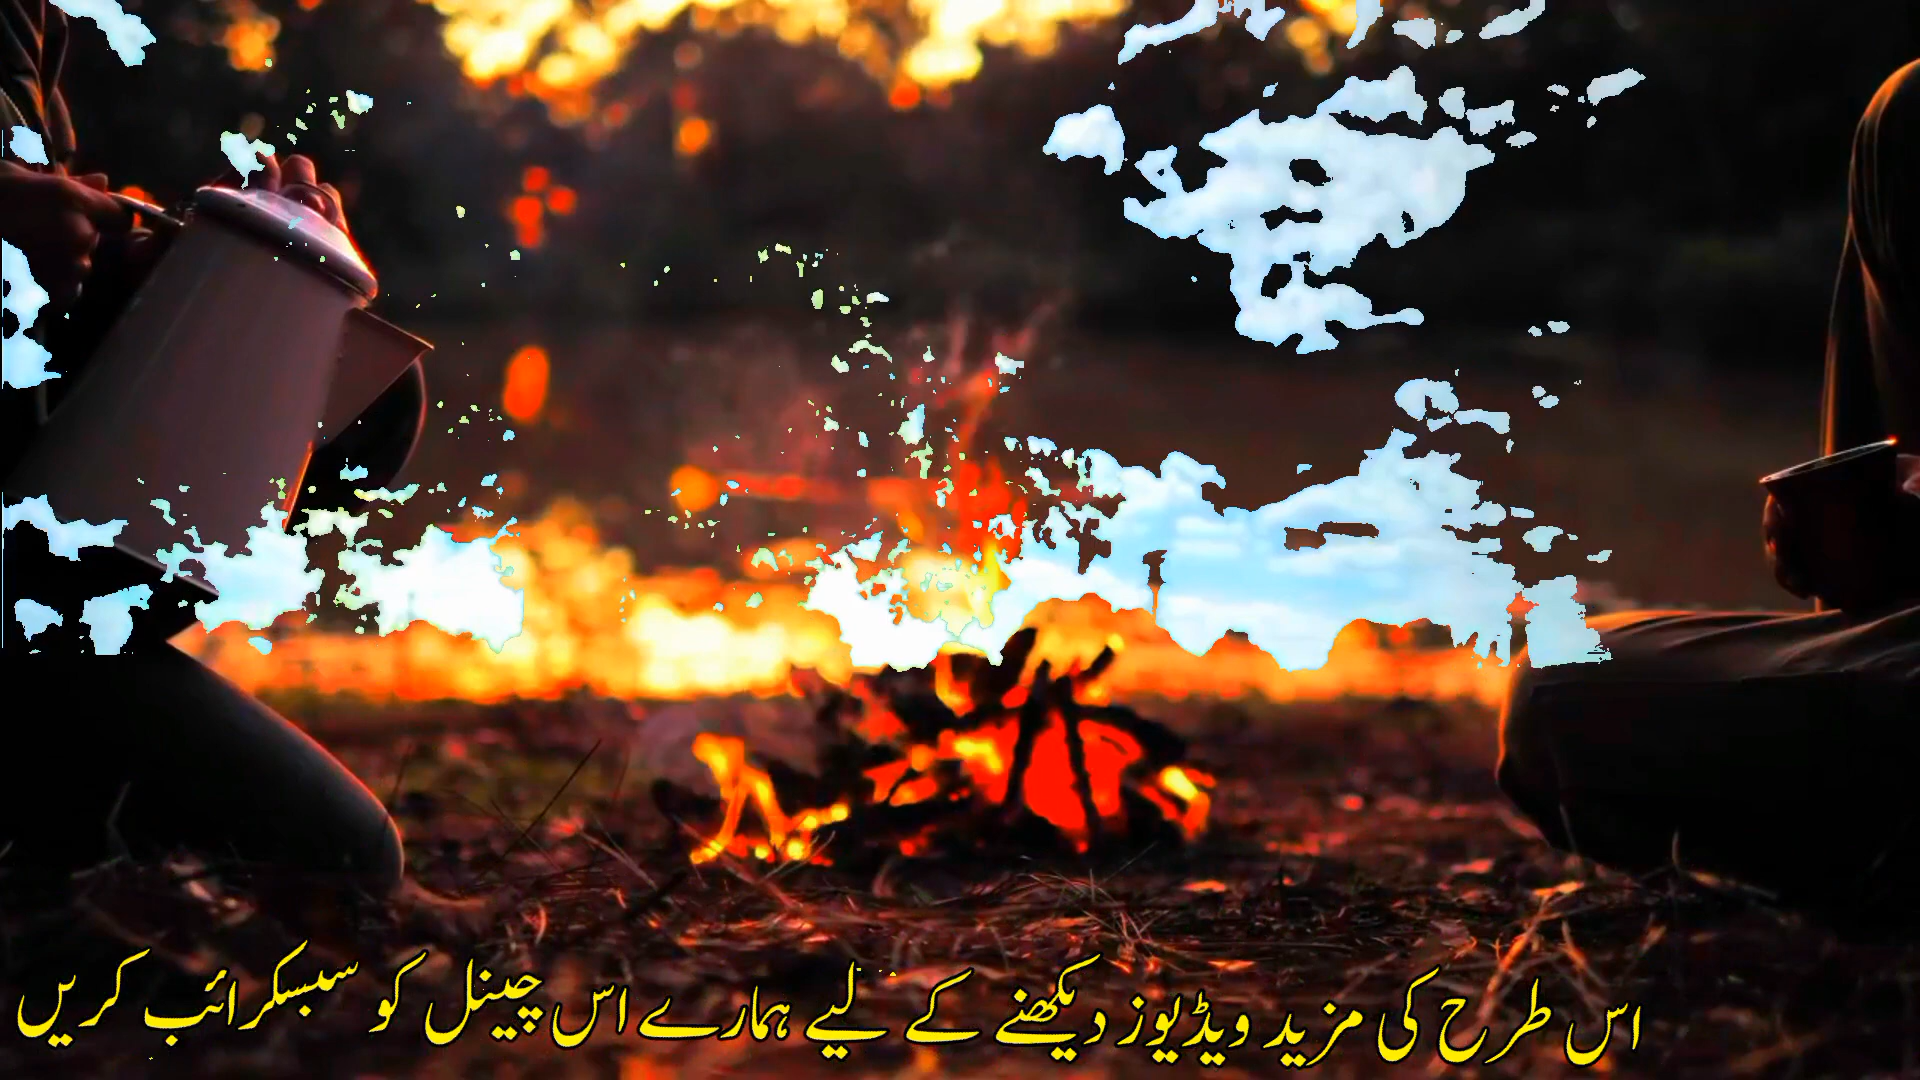 اس طرح کی مزید ویڈیوز دیکھنے کے لیے ہمارے اس چینل کو سبسکرائب کریں